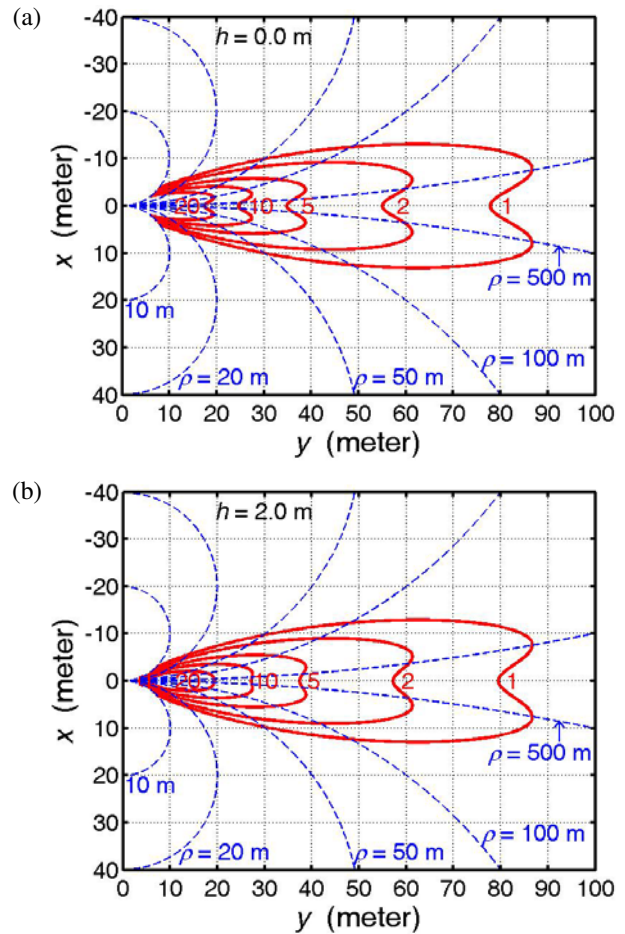 (a)
h = 0.0 m
-40
-30
-20
-10
0
10
20
30
40
x (meter)
20 10 5 2 1
10 m
ρ = 20 m
ρ = 50 m
ρ = 100 m
ρ = 500 m
0 10 20 30 40 50 60 70 80 90 100
y (meter)
(b)
h = 2.0 m
-40
-30
-20
-10
0
10
20
30
40
x (meter)
20 10 5 2 1
10 m
ρ = 20 m
ρ = 50 m
ρ = 100 m
ρ = 500 m
0 10 20 30 40 50 60 70 80 90 100
y (meter)